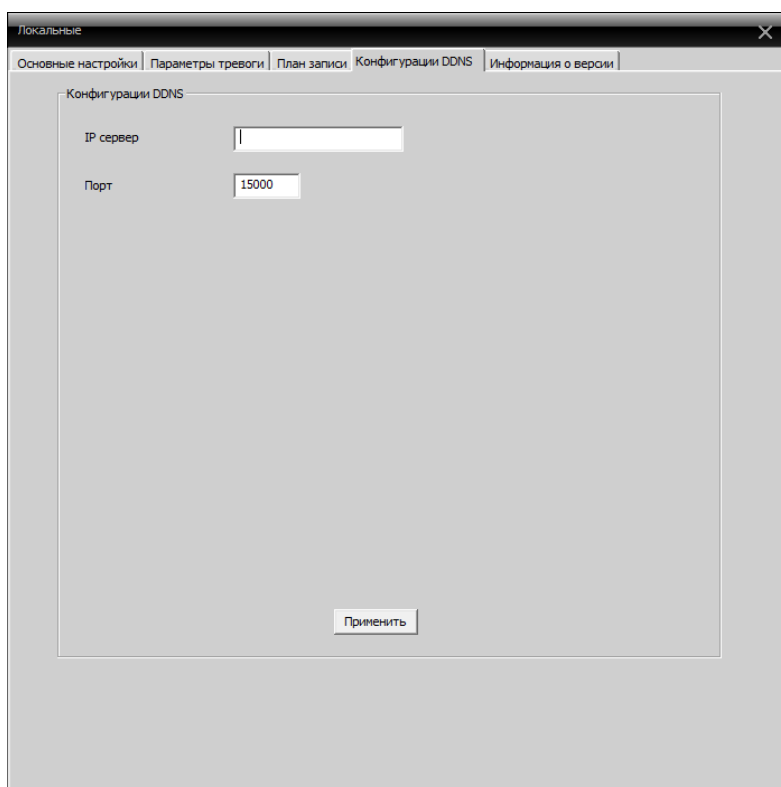 Локальные
Основные настройки Параметры тревоги План записи Конфигурации DDNS Информация о версии
Конфигурации DDNS
IP сервер
Порт 15000
Применить